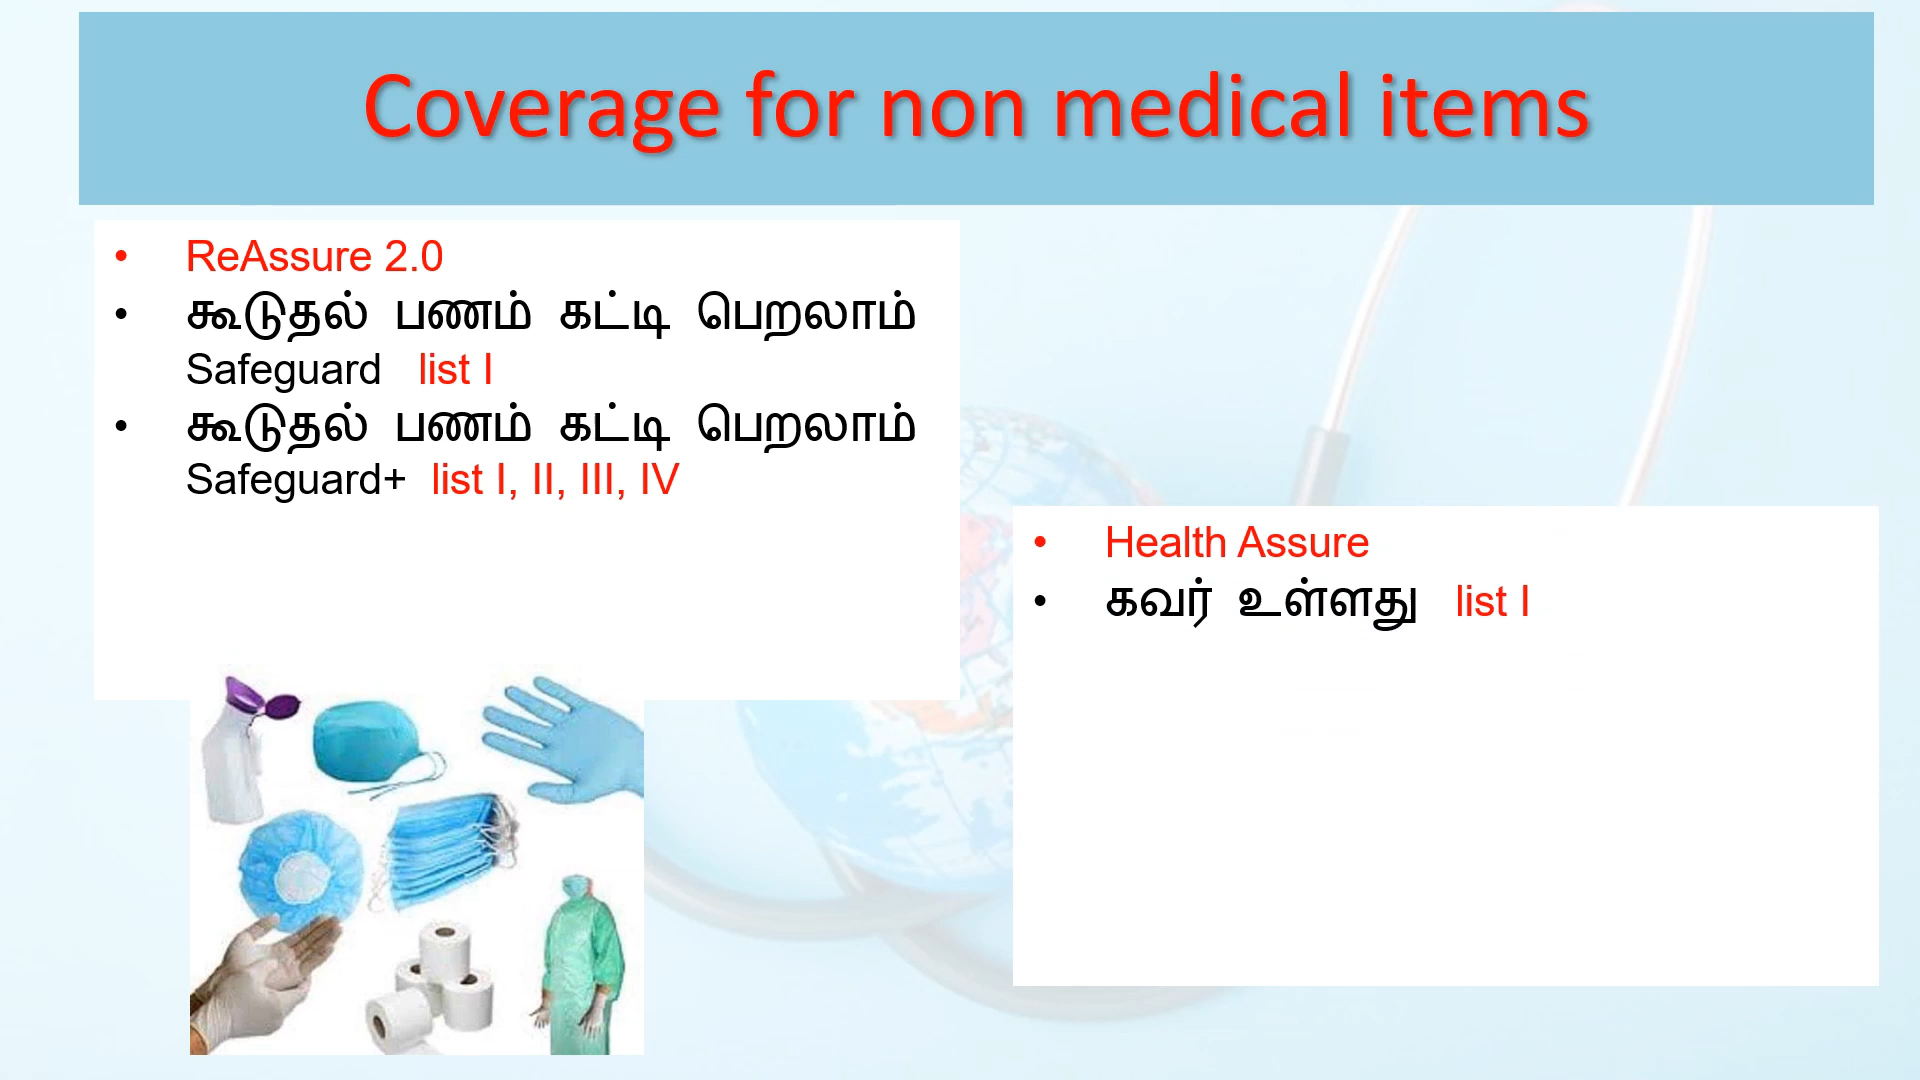 Coverage for non medical items
• ReAssure 2.0
• கூடுதல் பணம் கட்டி பெறலாம்
Safeguard list I
• கூடுதல் பணம் கட்டி பெறலாம்
Safeguard+ list I, II, III, IV
• Health Assure
• கவர் உள்ளது list I